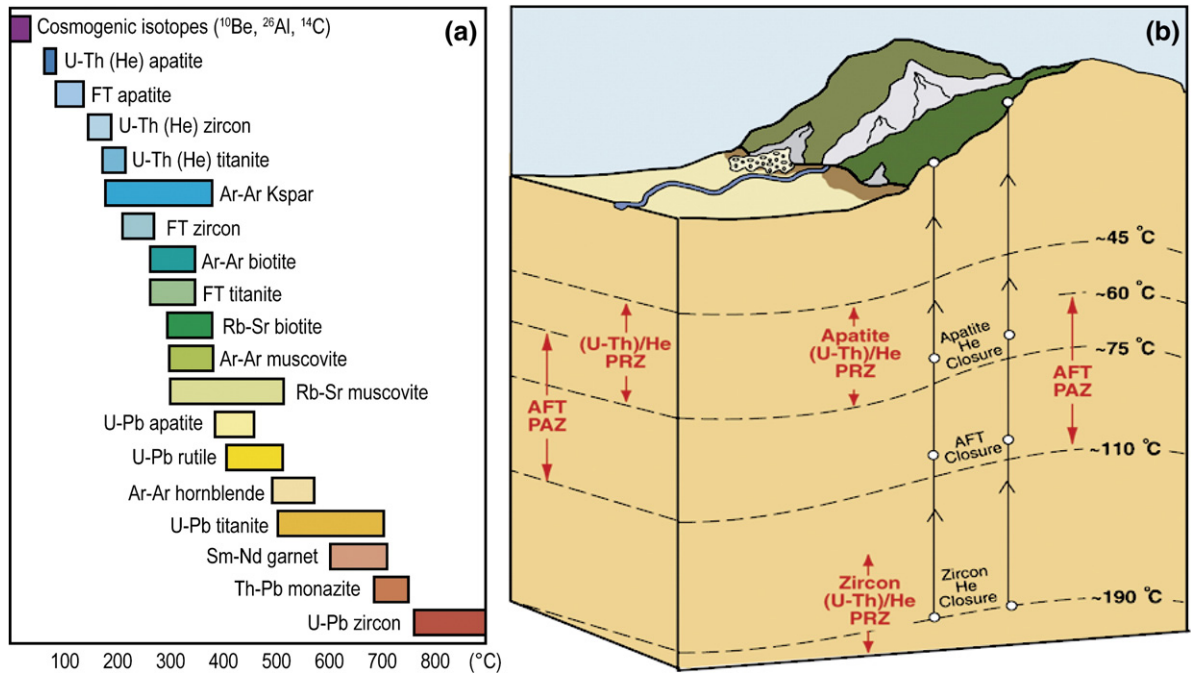 (a)
Cosmogenic isotopes (¹⁰Be, ²⁶Al, ¹⁴C)
U-Th (He) apatite
FT apatite
U-Th (He) zircon
U-Th (He) titanite
Ar-Ar Kspar
FT zircon
Ar-Ar biotite
FT titanite
Rb-Sr biotite
Ar-Ar muscovite
Rb-Sr muscovite
U-Pb apatite
U-Pb rutile
Ar-Ar hornblende
U-Pb titanite
Sm-Nd garnet
Th-Pb monazite
U-Pb zircon
100 200 300 400 500 600 700 800 (°C)
(b)
~45 °C
~60 °C
~75 °C
~110 °C
~190 °C
(U-Th)/He
PRZ
AFT
PAZ
Apatite
(U-Th)/He
PRZ
Apatite
He
Closure
AFT
PAZ
AFT
Closure
Zircon
(U-Th)/He
PRZ
Zircon
He
Closure